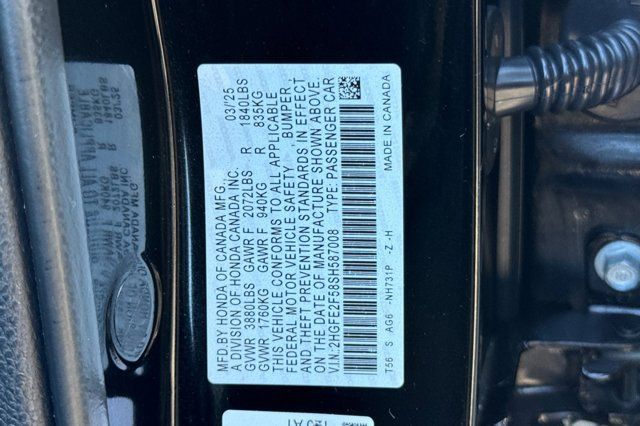 MFD.BY HONDA OF CANADA MFG. 03/'25
A DIVISION OF HONDA CANADA INC.
GVWR 3880LBS GAWR F 2072LBS R 1840LBS
GVWR 1760KG GAWR F 940KG R 835KG
THIS VEHICLE CONFORMS TO ALL APPLICABLE
FEDERAL MOTOR VEHICLE SAFETY, BUMPER,
AND THEFT PREVENTION STANDARDS IN EFFECT
ON THE DATE OF MANUFACTURE SHOWN ABOVE.
V.I.N.:2HGFE2F58SH587008 TYPE: PASSENGER CAR
T56 S AG6 -NH731P -Z -H
MADE IN CANADA